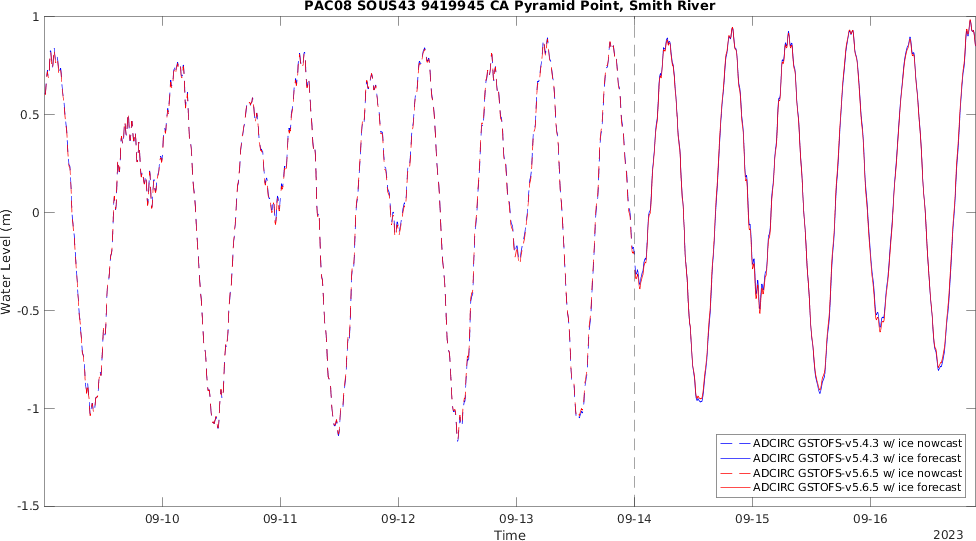 PAC08 SOUS43 9419945 CA Pyramid Point, Smith River
Water Level (m)
1
0.5
0
-0.5
-1
-1.5
ADCIRC GSTOFS-v5.4.3 w/ ice nowcast
ADCIRC GSTOFS-v5.4.3 w/ ice forecast
ADCIRC GSTOFS-v5.6.5 w/ ice nowcast
ADCIRC GSTOFS-v5.6.5 w/ ice forecast
09-10 09-11 09-12 09-13 09-14 09-15 09-16
Time
2023